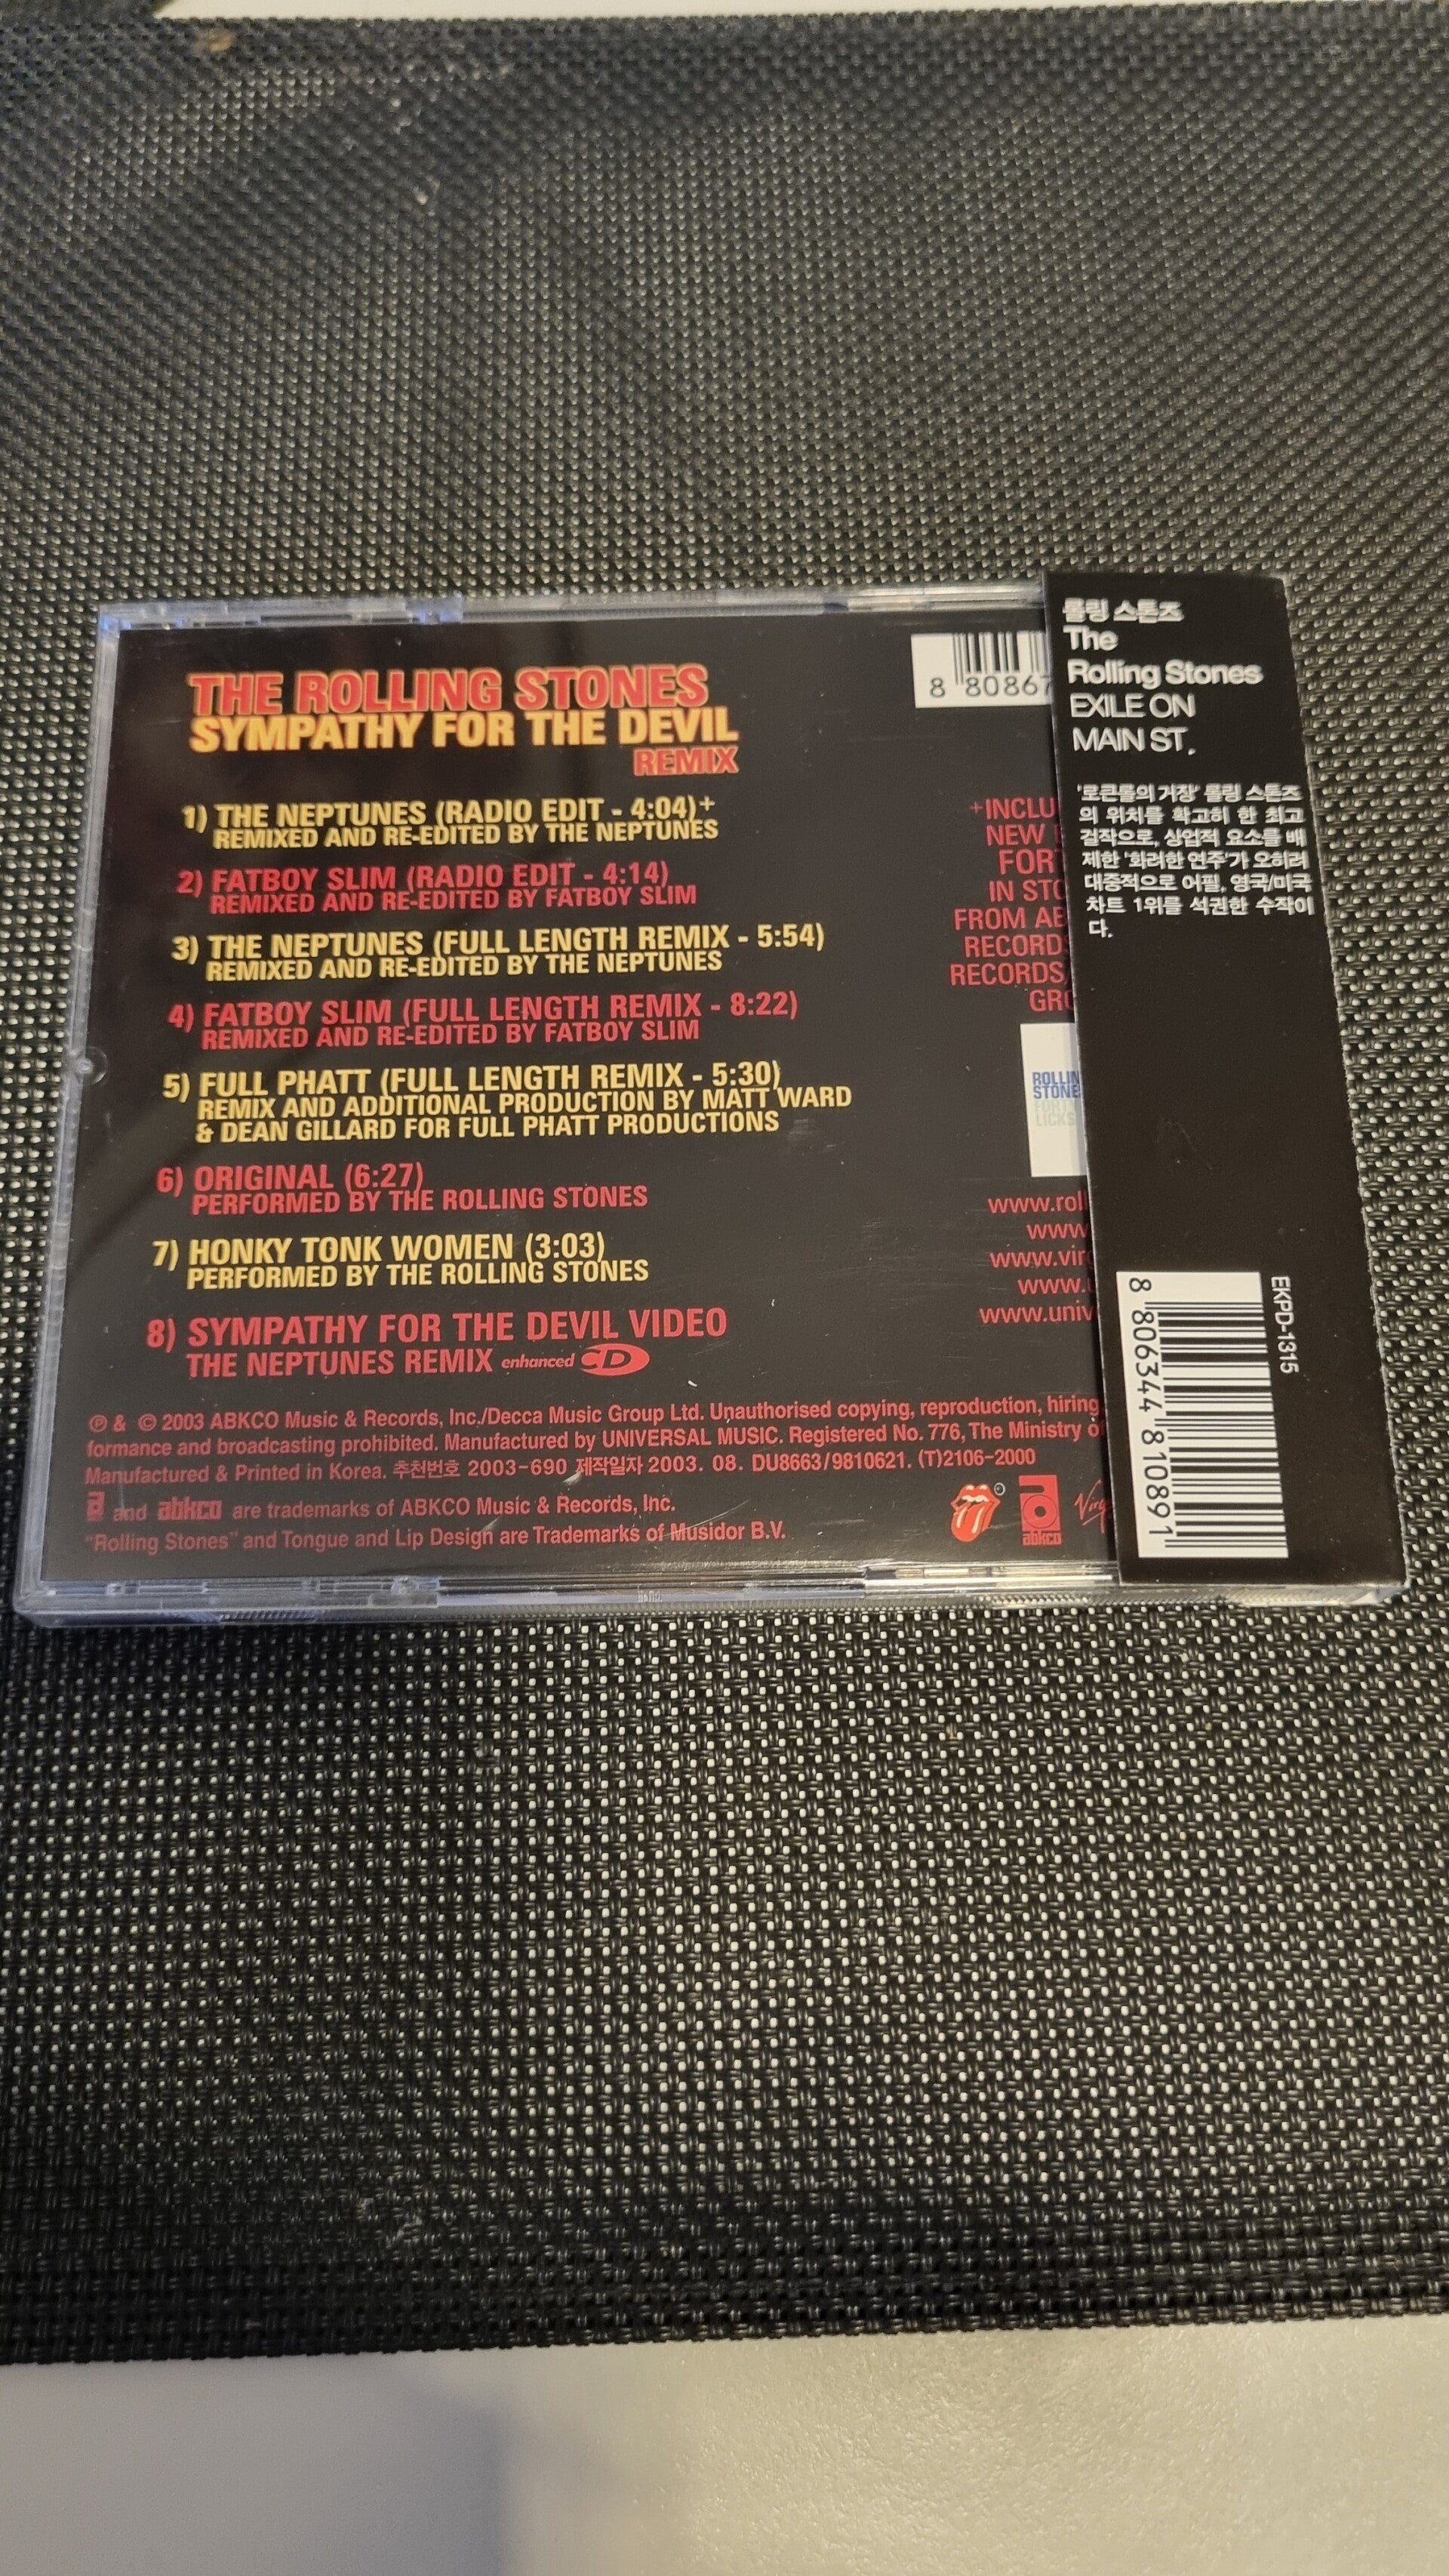 THE ROLLING STONES
SYMPATHY FOR THE DEVIL
REMIX
1) THE NEPTUNES (RADIO EDIT - 4:04)+
REMIXED AND RE-EDITED BY THE NEPTUNES
2) FATBOY SLIM (RADIO EDIT - 4:14)
REMIXED AND RE-EDITED BY FATBOY SLIM
3) THE NEPTUNES (FULL LENGTH REMIX - 5:54)
REMIXED AND RE-EDITED BY THE NEPTUNES
4) FATBOY SLIM (FULL LENGTH REMIX - 8:22)
REMIXED AND RE-EDITED BY FATBOY SLIM
5) FULL PHATT (FULL LENGTH REMIX - 5:30)
REMIX AND ADDITIONAL PRODUCTION BY MATT WARD
& DEAN GILLARD FOR FULL PHATT PRODUCTIONS
6) ORIGINAL (6:27)
PERFORMED BY THE ROLLING STONES
7) HONKY TONK WOMEN (3:03)
PERFORMED BY THE ROLLING STONES
8) SYMPATHY FOR THE DEVIL VIDEO
THE NEPTUNES REMIX enhanced CD
℗ & © 2003 ABKCO Music & Records, Inc./Decca Music Group Ltd. Unauthorised copying, reproduction, hiring
formance and broadcasting prohibited. Manufactured by UNIVERSAL MUSIC. Registered No. 776, The Ministry o
Manufactured & Printed in Korea. 추천번호 2003-690 제작일자 2003. 08. DU8663/9810621. (T)2106-2000
a and abkco are trademarks of ABKCO Music & Records, Inc.
"Rolling Stones" and Tongue and Lip Design are Trademarks of Musidor B.V.
abkco
Virgin
8 80867
+INCLU
NEW
FORT
IN STO
FROM AB
RECORDS
RECORDS/
GRO
ROLLIN
STONE
FORTY
LICKS
www.roll
www.
www.virg
www.u
www.univ
롤링 스톤즈
The
Rolling Stones
EXILE ON
MAIN ST.
'로큰롤의 거장' 롤링 스톤즈
의 위치를 확고히 한 최고
걸작으로, 상업적 요소를 배
제한 '화려한 연주'가 오히려
대중적으로 어필, 영국/미국
차트 1위를 석권한 수작이
다.
EKPD-1315
8 806344 810891